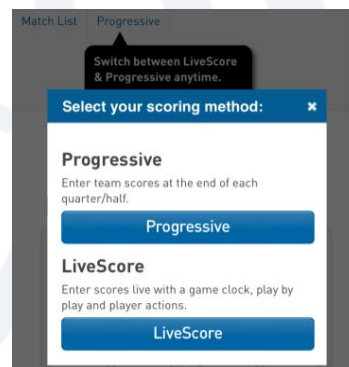 Match List Progressive
Switch between LiveScore
& Progressive anytime.
Select your scoring method: ×
Progressive
Enter team scores at the end of each
quarter/half.
Progressive
LiveScore
Enter scores live with a game clock, play by
play and player actions.
LiveScore